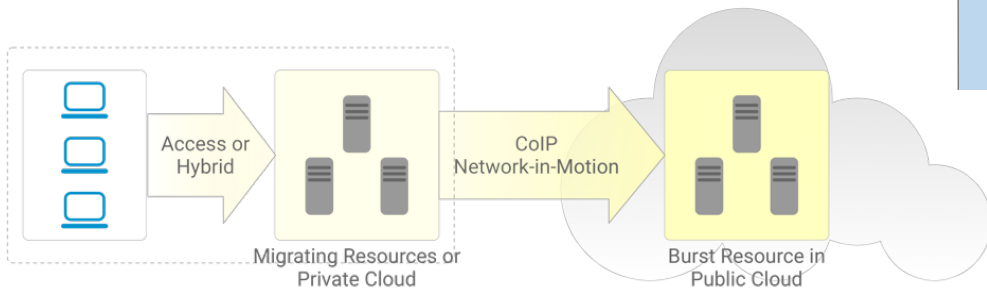 Access or
Hybrid
CoIP
Network-in-Motion
Migrating Resources or
Private Cloud
Burst Resource in
Public Cloud